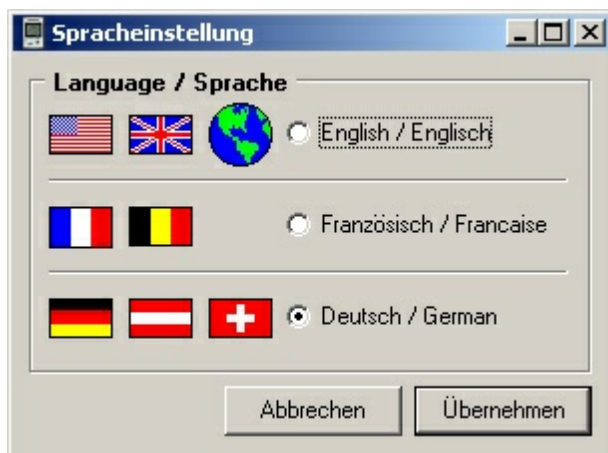 Spracheinstellung
Language / Sprache
English / Englisch
Französisch / Francaise
Deutsch / German
Abbrechen
Übernehmen